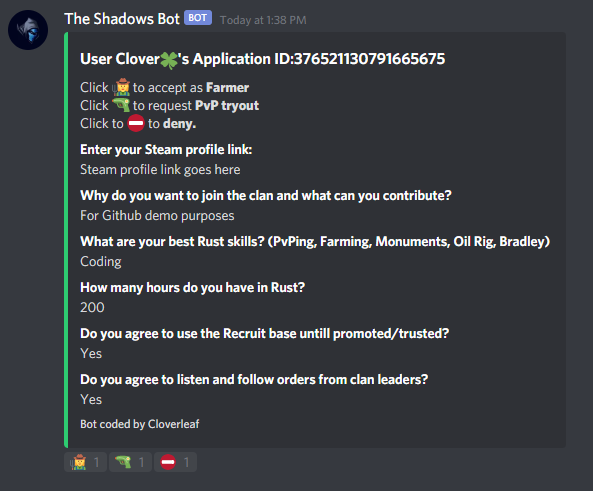 The Shadows Bot BOT Today at 1:38 PM
User Clover🍀's Application ID:376521130791665675
Click 🧑‍🌾 to accept as Farmer
Click 🔫 to request PvP tryout
Click to ⛔ to deny.
Enter your Steam profile link:
Steam profile link goes here
Why do you want to join the clan and what can you contribute?
For Github demo purposes
What are your best Rust skills? (PvPing, Farming, Monuments, Oil Rig, Bradley)
Coding
How many hours do you have in Rust?
200
Do you agree to use the Recruit base untill promoted/trusted?
Yes
Do you agree to listen and follow orders from clan leaders?
Yes
Bot coded by Cloverleaf
🧑‍🌾 1 🔫 1 ⛔ 1